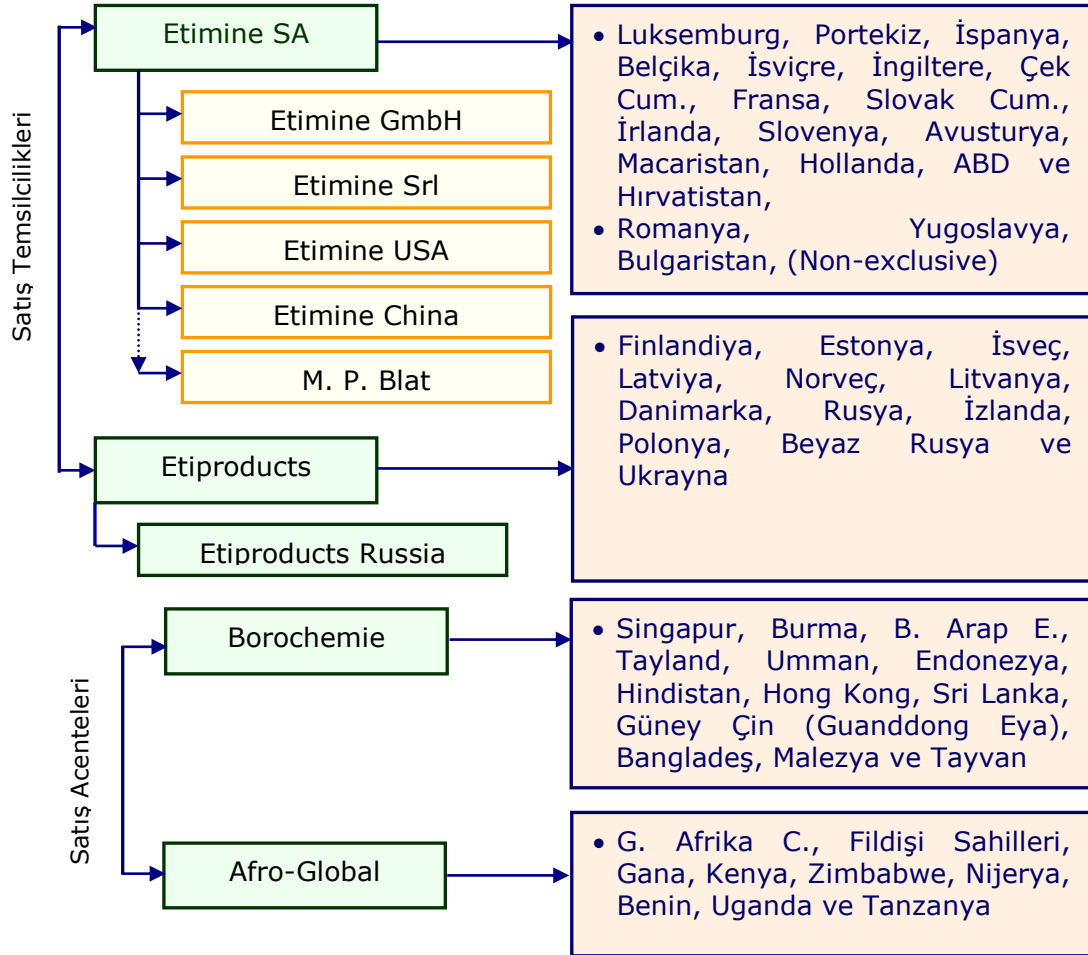 Satış Temsilcilikleri
Etimine SA
Etimine GmbH
Etimine Srl
Etimine USA
Etimine China
M. P. Blat
• Luksemburg, Portekiz, İspanya,
Belçika, İsviçre, İngiltere, Çek
Cum., Fransa, Slovak Cum.,
İrlanda, Slovenya, Avusturya,
Macaristan, Hollanda, ABD ve
Hırvatistan,
• Romanya, Yugoslavya,
Bulgaristan, (Non-exclusive)
Etiproducts
Etiproducts Russia
• Finlandiya, Estonya, İsveç,
Latviya, Norveç, Litvanya,
Danimarka, Rusya, İzlanda,
Polonya, Beyaz Rusya ve
Ukrayna
Satış Acenteleri
Borochemie
• Singapur, Burma, B. Arap E.,
Tayland, Umman, Endonezya,
Hindistan, Hong Kong, Sri Lanka,
Güney Çin (Guanddong Eya),
Bangladeş, Malezya ve Tayvan
Afro-Global
• G. Afrika C., Fildişi Sahilleri,
Gana, Kenya, Zimbabwe, Nijerya,
Benin, Uganda ve Tanzanya